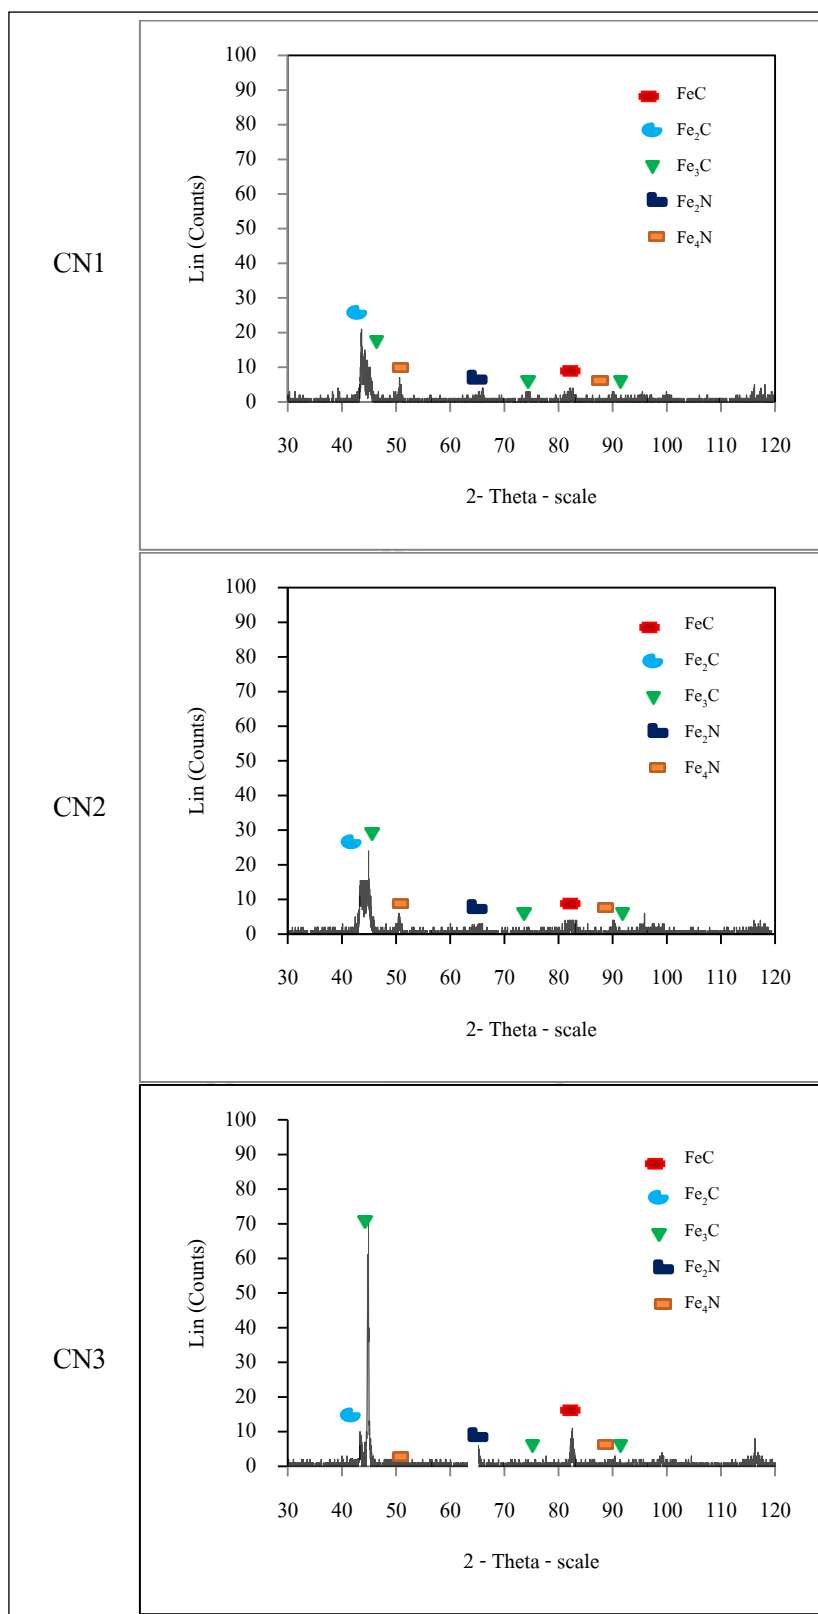 CN1
Lin (Counts)
100
90
80
70
60
50
40
30
20
10
0
FeC
Fe₂C
Fe₃C
Fe₂N
Fe₄N
30 40 50 60 70 80 90 100 110 120
2- Theta - scale
CN2
Lin (Counts)
100
90
80
70
60
50
40
30
20
10
0
FeC
Fe₂C
Fe₃C
Fe₂N
Fe₄N
30 40 50 60 70 80 90 100 110 120
2- Theta - scale
CN3
Lin (Counts)
100
90
80
70
60
50
40
30
20
10
0
FeC
Fe₂C
Fe₃C
Fe₂N
Fe₄N
30 40 50 60 70 80 90 100 110 120
2 - Theta - scale